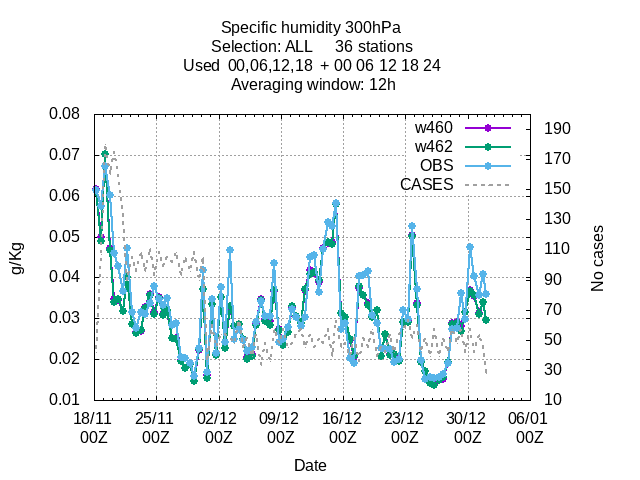 Specific humidity 300hPa
Selection: ALL 36 stations
Used 00,06,12,18 + 00 06 12 18 24
Averaging window: 12h
w460
w462
OBS
CASES
0.08
0.07
0.06
0.05
0.04
0.03
0.02
0.01
g/Kg
190
170
150
130
110
90
70
50
30
10
No cases
18/11 25/11 02/12 09/12 16/12 23/12 30/12 06/01
00Z 00Z 00Z 00Z 00Z 00Z 00Z 00Z
Date